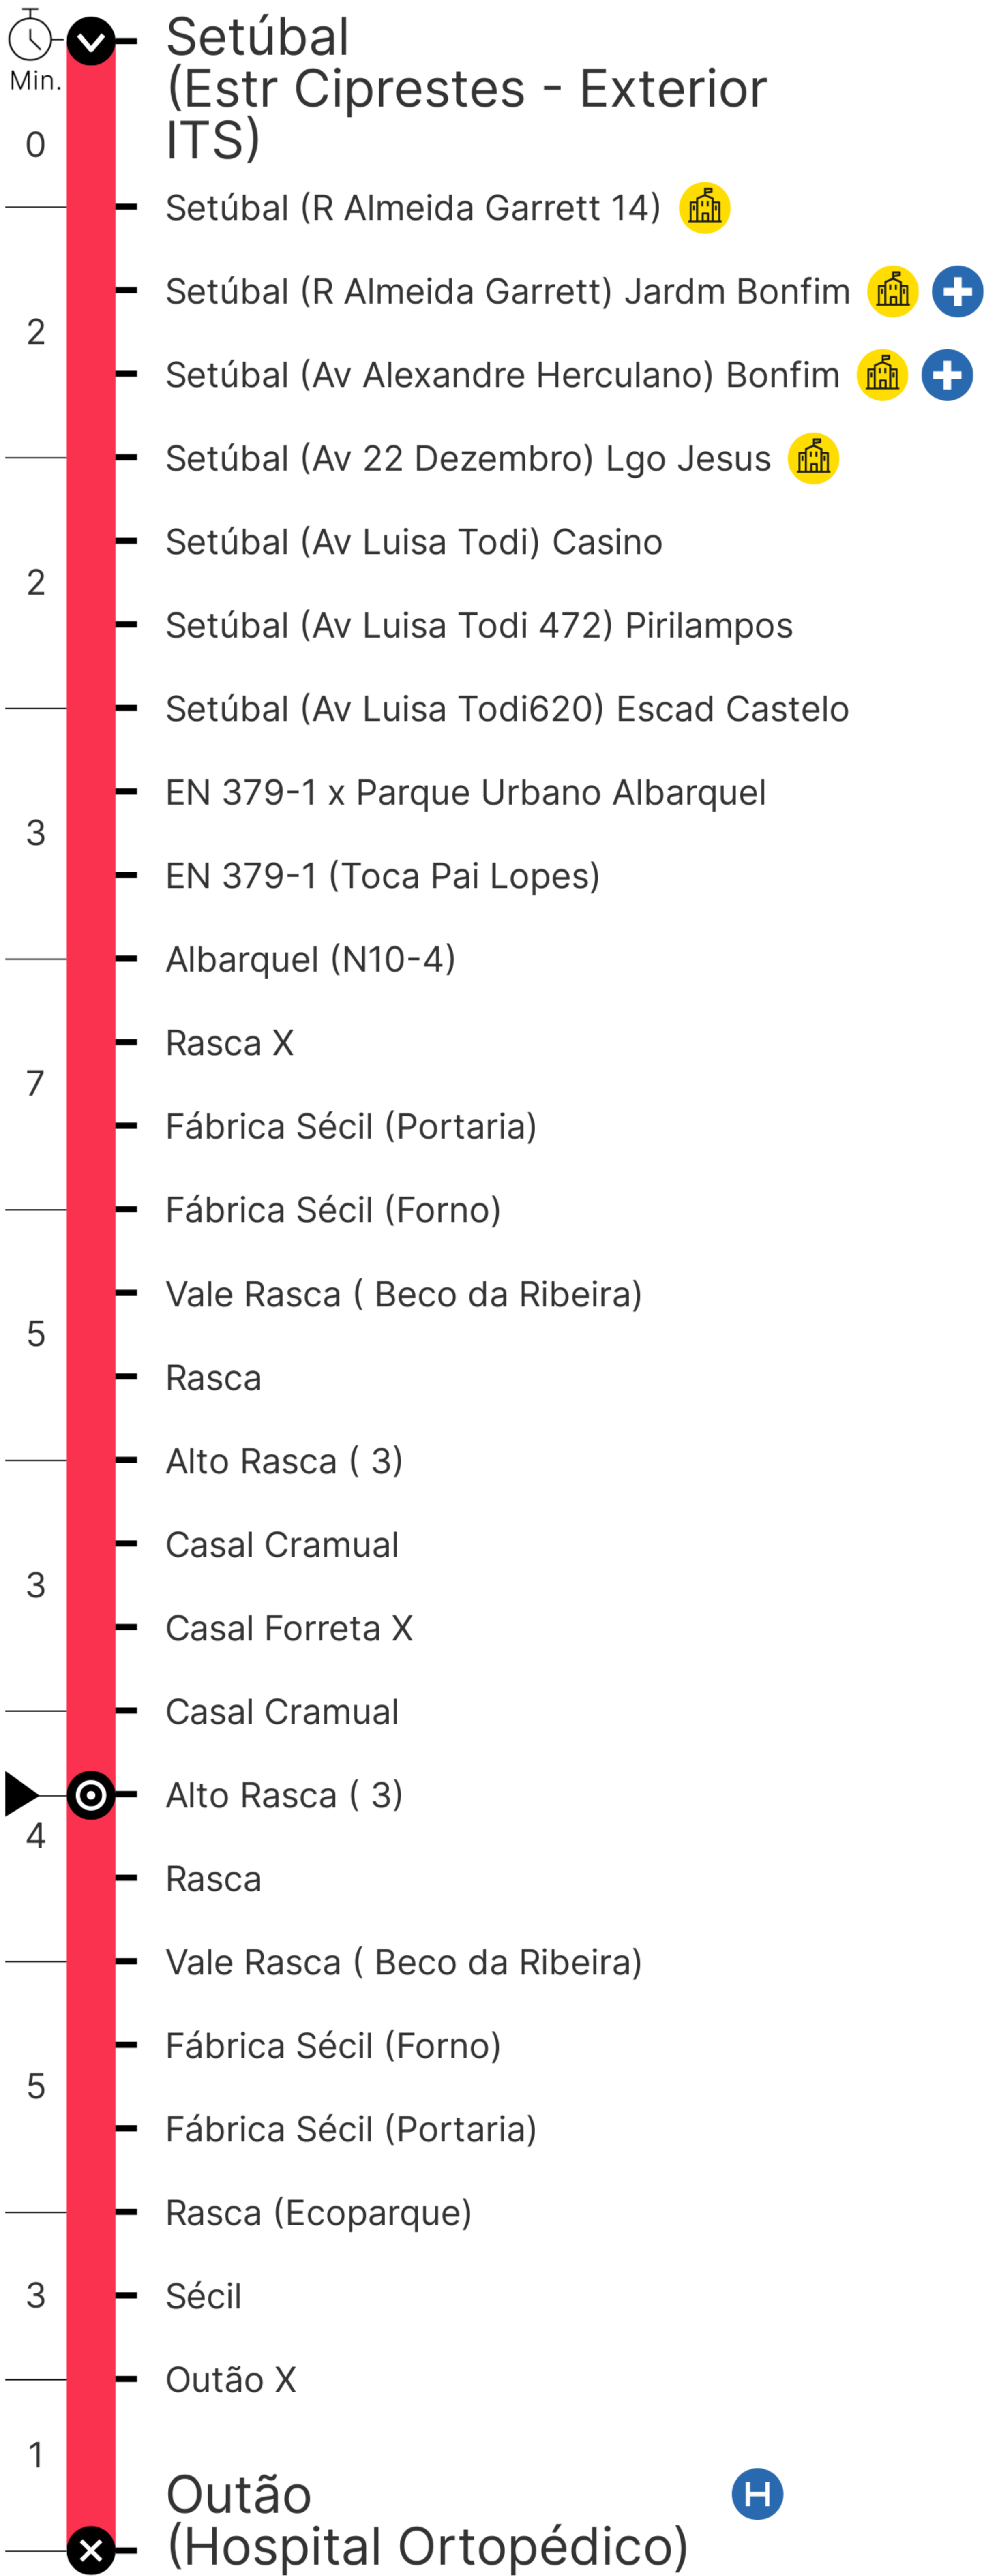 Setúbal
(Estr Ciprestes - Exterior
ITS)
Min.
0
Setúbal (R Almeida Garrett 14)
Setúbal (R Almeida Garrett) Jardm Bonfim
2
Setúbal (Av Alexandre Herculano) Bonfim
Setúbal (Av 22 Dezembro) Lgo Jesus
Setúbal (Av Luisa Todi) Casino
2
Setúbal (Av Luisa Todi 472) Pirilampos
Setúbal (Av Luisa Todi620) Escad Castelo
EN 379-1 x Parque Urbano Albarquel
3
EN 379-1 (Toca Pai Lopes)
Albarquel (N10-4)
Rasca X
7
Fábrica Sécil (Portaria)
Fábrica Sécil (Forno)
Vale Rasca ( Beco da Ribeira)
5
Rasca
Alto Rasca ( 3)
Casal Cramual
3
Casal Forreta X
Casal Cramual
Alto Rasca ( 3)
4
Rasca
Vale Rasca ( Beco da Ribeira)
Fábrica Sécil (Forno)
5
Fábrica Sécil (Portaria)
Rasca (Ecoparque)
3
Sécil
Outão X
1
Outão
H
(Hospital Ortopédico)